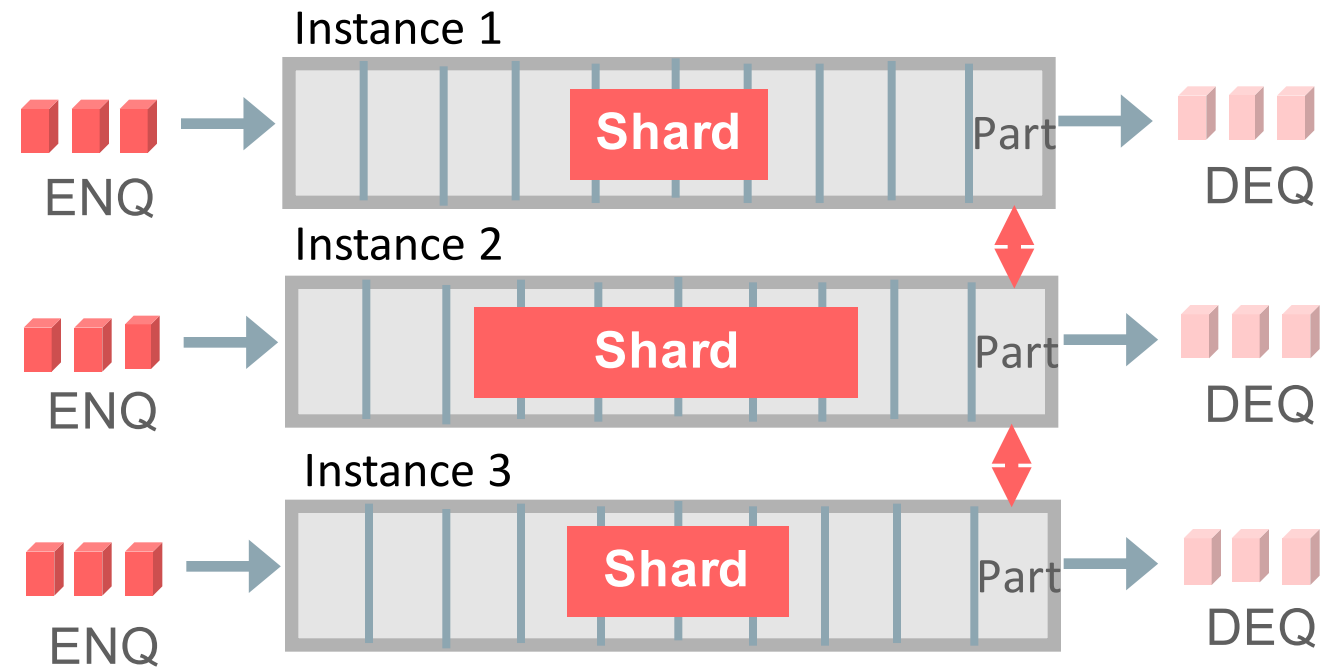 Instance 1
ENQ
Shard
Part
DEQ
Instance 2
ENQ
Shard
Part
DEQ
Instance 3
ENQ
Shard
Part
DEQ